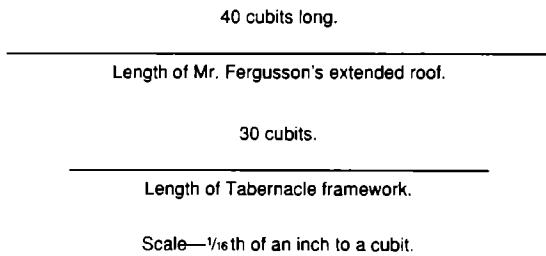 40 cubits long.
Length of Mr. Fergusson's extended roof.
30 cubits.
Length of Tabernacle framework.
Scale—1/16th of an inch to a cubit.